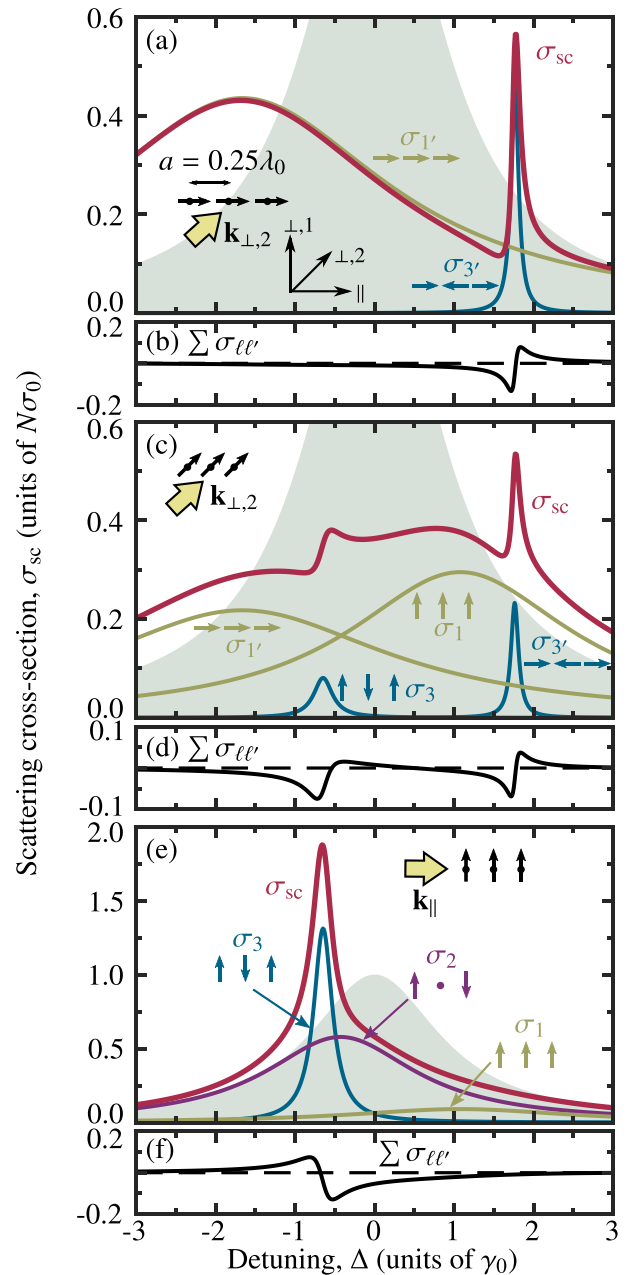 Scattering cross-section, σsc (units of Nσ0)
0.6
(a)
σsc
0.4
σ1′
a = 0.25λ0
0.2
k⊥,2
⊥,1
⊥,2
∥
σ3′
0.0
0.2
(b) ∑ σℓℓ′
-0.2
0.6
(c)
k⊥,2
σsc
0.4
0.2
σ1′
σ1
σ3′
σ3
0.0
0.1
(d) ∑ σℓℓ′
-0.1
2.0
(e)
σsc
k∥
1.5
σ3
σ2
1.0
σ1
0.5
0.0
0.2
(f)
∑ σℓℓ′
-0.2
-3 -2 -1 0 1 2 3
Detuning, Δ (units of γ0)